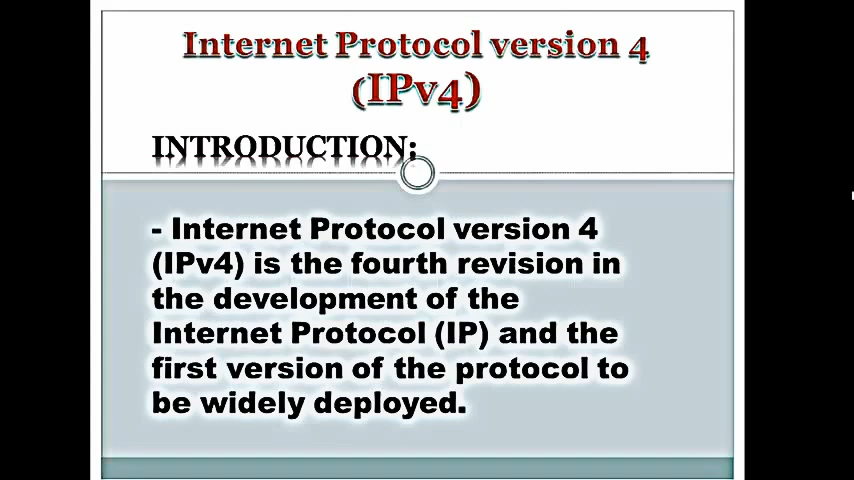 Internet Protocol version 4
(IPv4)
INTRODUCTION:
- Internet Protocol version 4
(IPv4) is the fourth revision in
the development of the
Internet Protocol (IP) and the
first version of the protocol to
be widely deployed.